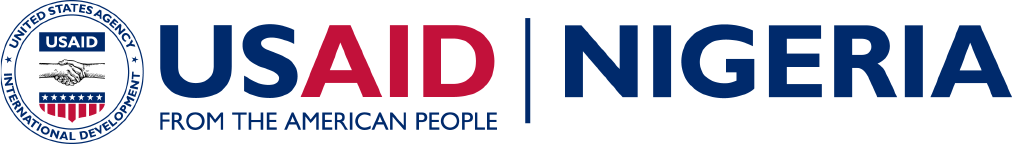 UNITED STATES AGENCY
USAID
INTERNATIONAL DEVELOPMENT
USAID
FROM THE AMERICAN PEOPLE
NIGERIA